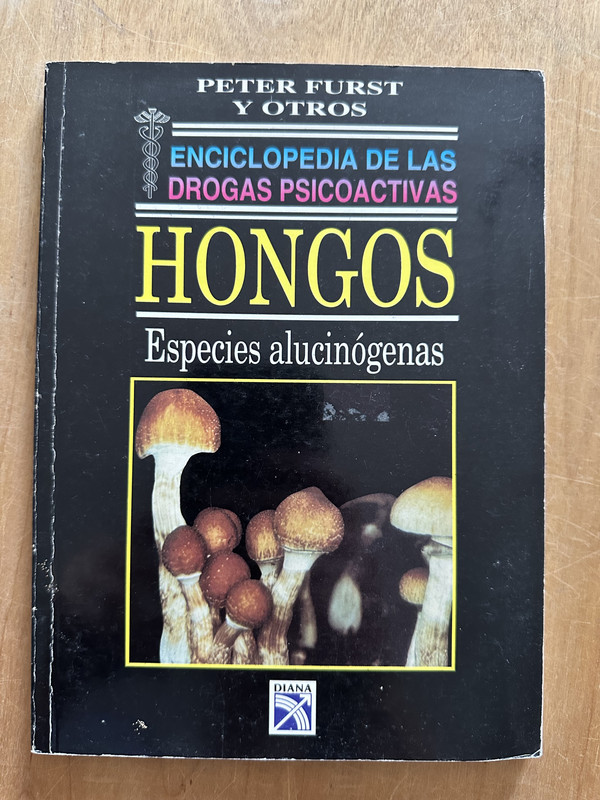 PETER FURST
Y OTROS
ENCICLOPEDIA DE LAS
DROGAS PSICOACTIVAS
HONGOS
Especies alucinógenas
DIANA